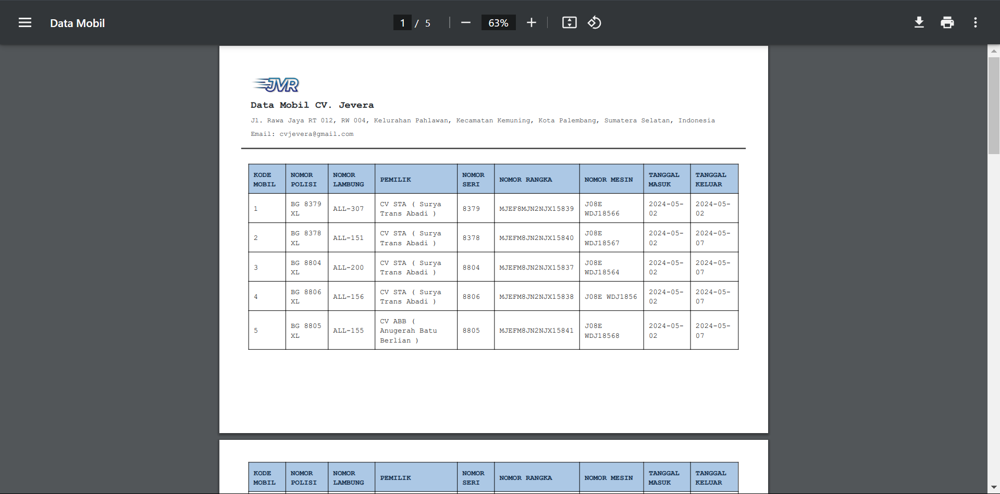 Data Mobil
1 / 5
63%
JVR
Data Mobil CV. Jevera
Jl. Rawa Jaya RT 012, RW 004, Kelurahan Pahlawan, Kecamatan Kemuning, Kota Palembang, Sumatera Selatan, Indonesia
Email: cvjevera@gmail.com
KODE MOBIL NOMOR POLISI NOMOR LAMBUNG PEMILIK NOMOR SERI NOMOR RANGKA NOMOR MESIN TANGGAL MASUK TANGGAL KELUAR
1 BG 8379 XL ALL-307 CV STA ( Surya Trans Abadi ) 8379 MJEF8MJN2NJX15839 J08E WDJ18566 2024-05-02 2024-05-02
2 BG 8378 XL ALL-151 CV STA ( Surya Trans Abadi ) 8378 MJEFM8JN2NJX15840 J08E WDJ18567 2024-05-02 2024-05-07
3 BG 8804 XL ALL-200 CV STA ( Surya Trans Abadi ) 8804 MJEFM8JN2NJX15837 J08E WDJ18564 2024-05-02 2024-05-07
4 BG 8806 XL ALL-156 CV STA ( Surya Trans Abadi ) 8806 MJEFM8JN2NJX15838 J08E WDJ1856 2024-05-02 2024-05-07
5 BG 8805 XL ALL-155 CV ABB ( Anugerah Batu Berlian ) 8805 MJEFM8JN2NJX15841 J08E WDJ18568 2024-05-02 2024-05-07
KODE MOBIL NOMOR POLISI NOMOR LAMBUNG PEMILIK NOMOR SERI NOMOR RANGKA NOMOR MESIN TANGGAL MASUK TANGGAL KELUAR